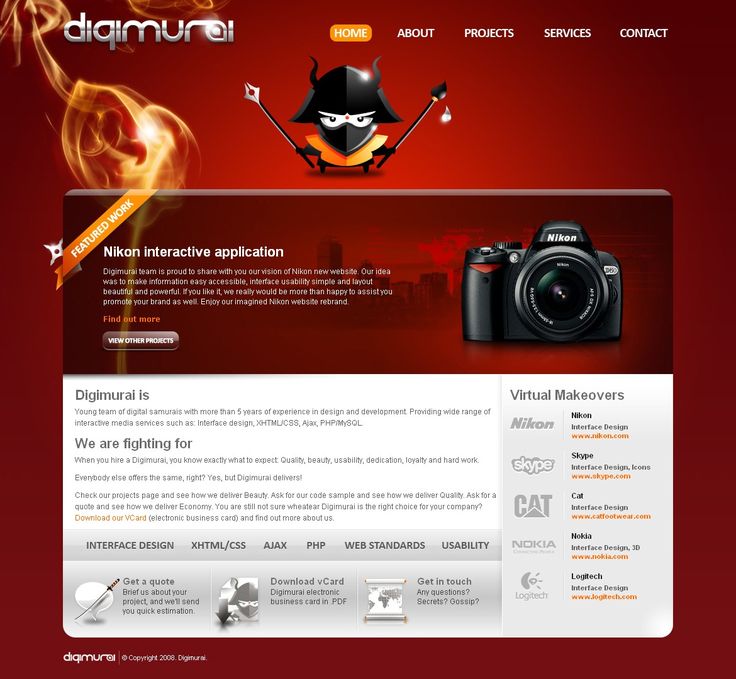 digimurai
HOME ABOUT PROJECTS SERVICES CONTACT
FEATURED WORK
Nikon interactive application
Digimurai team is proud to share with you our vision of Nikon new website. Our idea
was to make information easy accessible, interface usability simple and layout
beautiful and powerful. If you like it, we really would be more than happy to assist you
promote your brand as well. Enjoy our imagined Nikon website rebrand.
Find out more
VIEW OTHER PROJECTS
Nikon
Nikon
Digimurai is
Young team of digital samurais with more than 5 years of experience in design and development. Providing wide range of
interactive media services such as: Interface design, XHTML/CSS, Ajax, PHP/MySQL.
We are fighting for
When you hire a Digimurai, you know exactly what to expect: Quality, beauty, usability, dedication, loyalty and hard work.
Everybody else offers the same, right? Yes, but Digimurai delivers!
Check our projects page and see how we deliver Beauty. Ask for our code sample and see how we deliver Quality. Ask for a
quote and see how we deliver Economy. You are still not sure wheatear Digimurai is the right choice for your company?
Download our VCard (electronic business card) and find out more about us.
INTERFACE DESIGN XHTML/CSS AJAX PHP WEB STANDARDS USABILITY
Get a quote
Brief us about your
project, and we'll send
you quick estimation.
Download vCard
Digimurai electronic
business card in .PDF
Get in touch
Any questions?
Secrets? Gossip?
Virtual Makeovers
Nikon
Nikon
Interface Design
www.nikon.com
skype
Skype
Interface Design, Icons
www.skype.com
CAT
Cat
Interface Design
www.catfootwear.com
NOKIA
Nokia
Interface Design, 3D
www.nokia.com
Logitech
Logitech
Interface Design
www.logitech.com
digimurai © Copyright 2008. Digimurai.